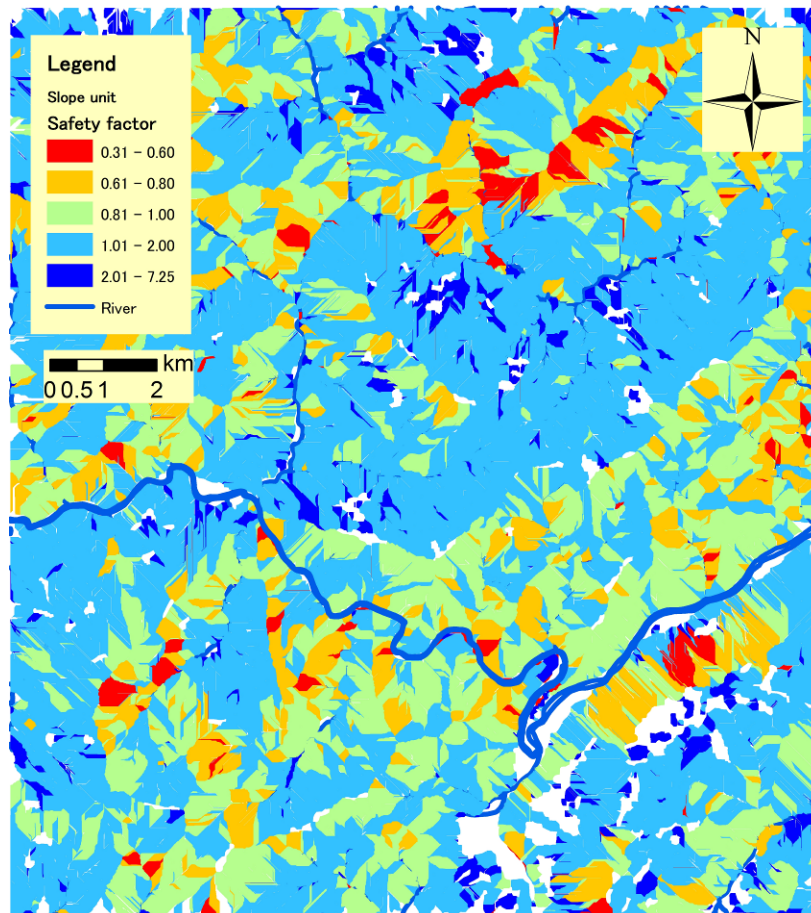 N
Legend
Slope unit
Safety factor
0.31 - 0.60
0.61 - 0.80
0.81 - 1.00
1.01 - 2.00
2.01 - 7.25
River
km
0 0.5 1 2